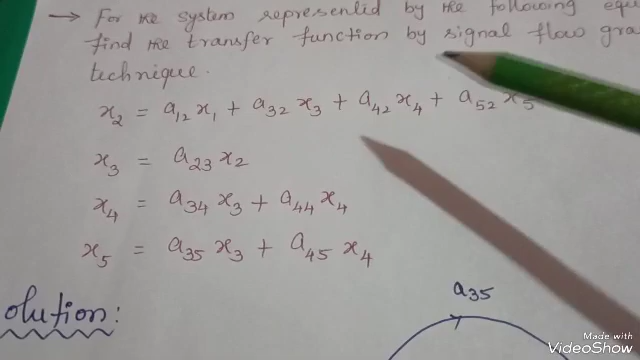 → For the system represented by the following
find the transfer function by signal flow
technique.
x₂ = a₁₂ x₁ + a₃₂ x₃ + a₄₂ x₄ + a₅₂ x₅
x₃ = a₂₃ x₂
x₄ = a₃₄ x₃ + a₄₄ x₄
x₅ = a₃₅ x₃ + a₄₅ x₄
olution:
a₃₅
Made with
VideoShow